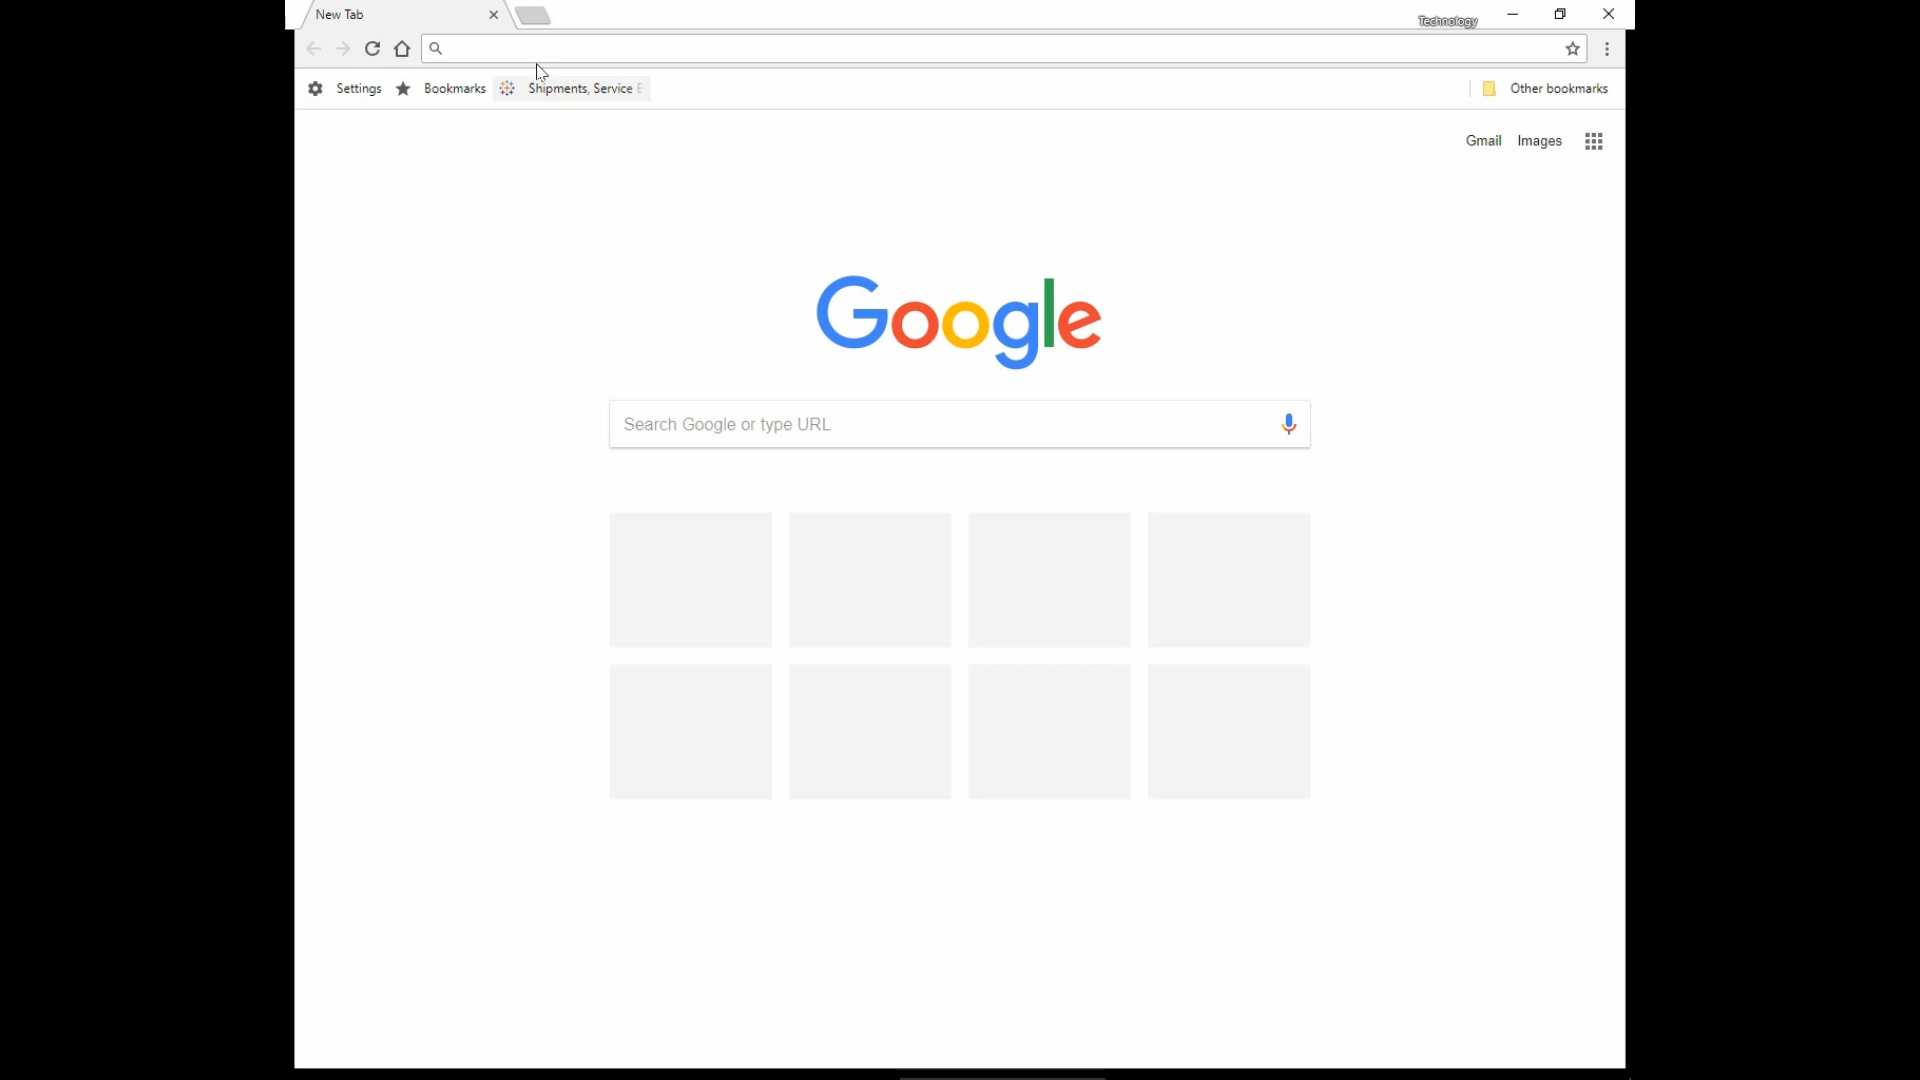 New Tab
Technology
Settings Bookmarks Shipments, Service Other bookmarks
Gmail Images
Google
Search Google or type URL